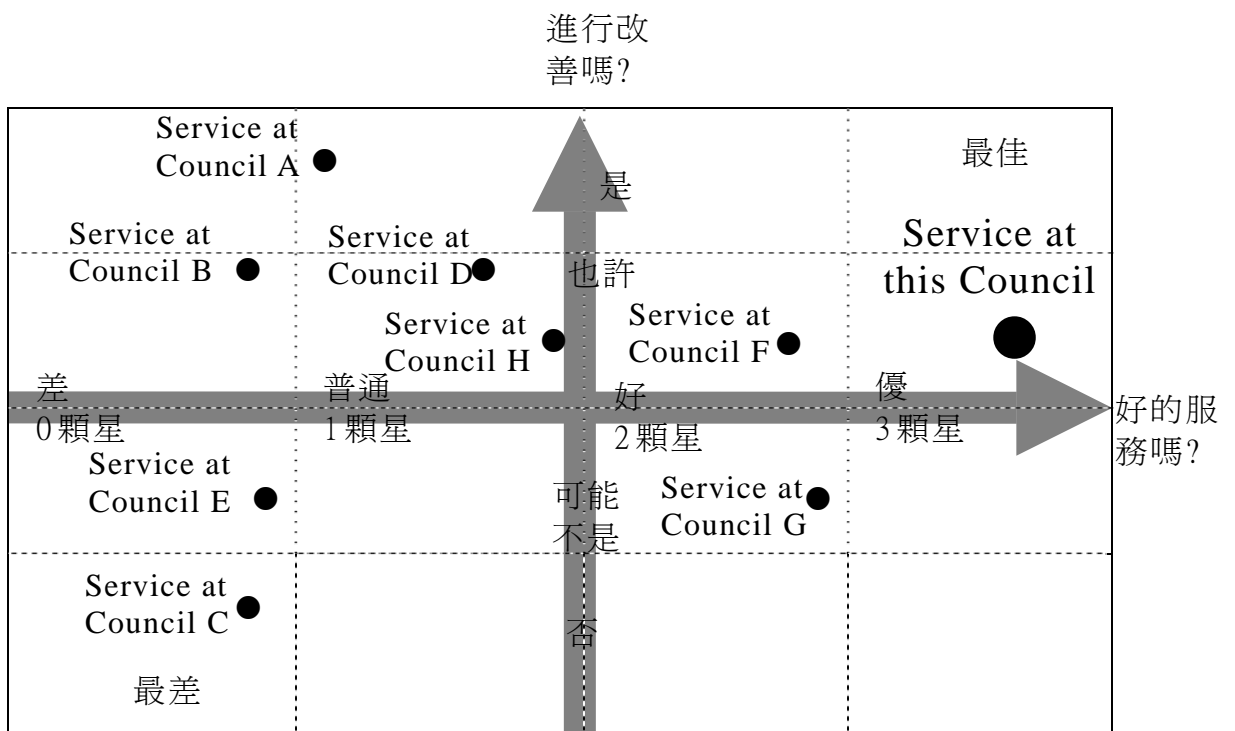 進行改
善嗎?
Service at
Council A
最佳
是
Service at
Council B
Service at
Council D
也許
Service at
this Council
Service at
Council H
Service at
Council F
差
0顆星
普通
1顆星
好
2顆星
優
3顆星
好的服
務嗎?
Service at
Council E
可能
不是
Service at
Council G
Service at
Council C
否
最差